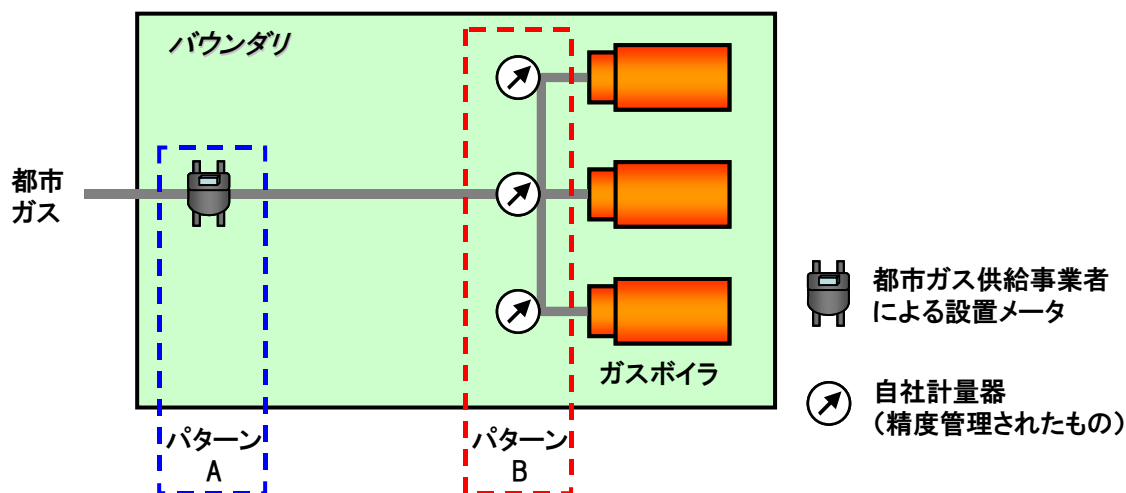 バウンダリ
都市
ガス
ガスボイラ
パターン
A
パターン
B
都市ガス供給事業者
による設置メータ
自社計量器
（精度管理されたもの）